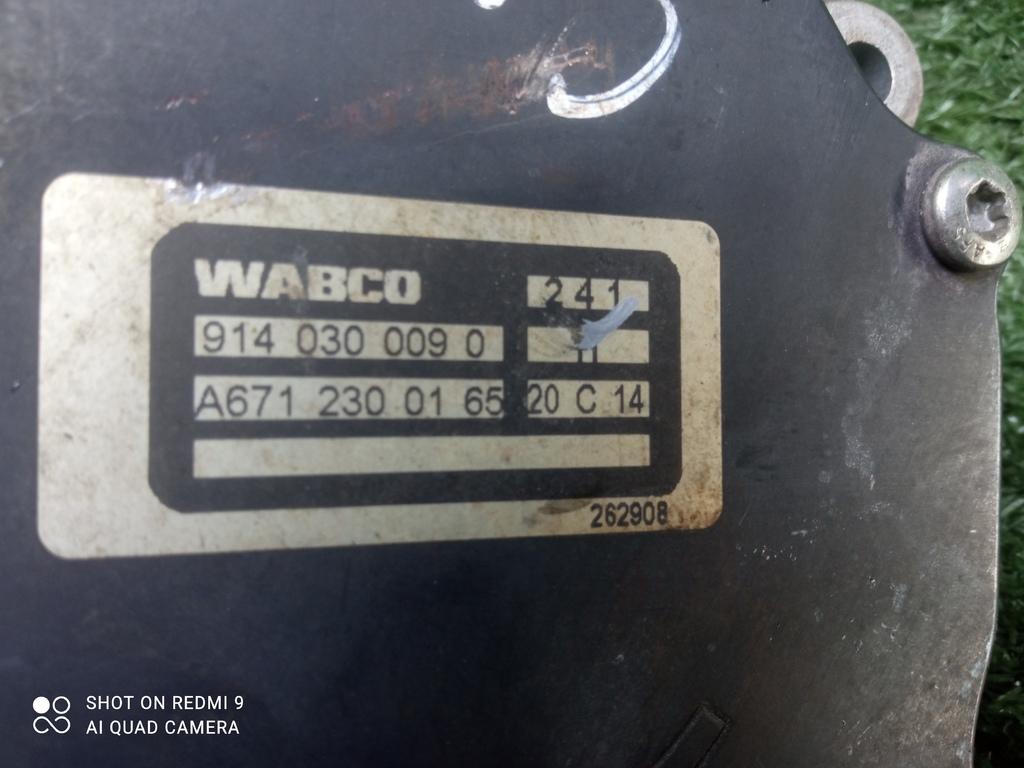 WABCO
241
914 030 009 0
A671 230 01 65
20 C 14
262908
SHOT ON REDMI 9
AI QUAD CAMERA